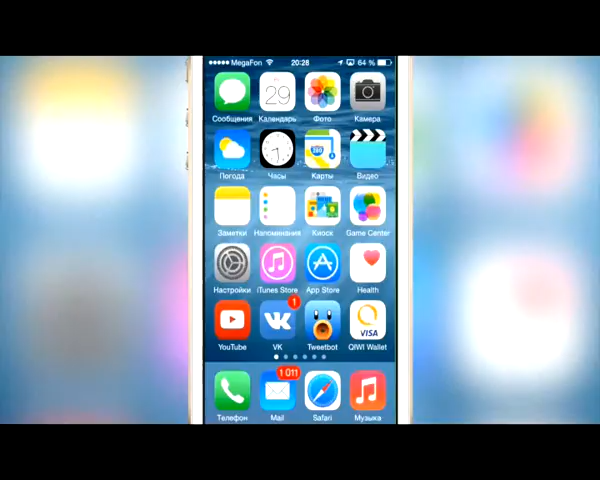 MegaFon 20:28 64 %
29
Сообщения Календарь Фото Камера
280
Погода Часы Карты Видео
Заметки Напоминания Киоск Game Center
Настройки iTunes Store App Store Health
1
VISA
YouTube VK Tweetbot QIWI Wallet
1 011
Телефон Mail Safari Музыка